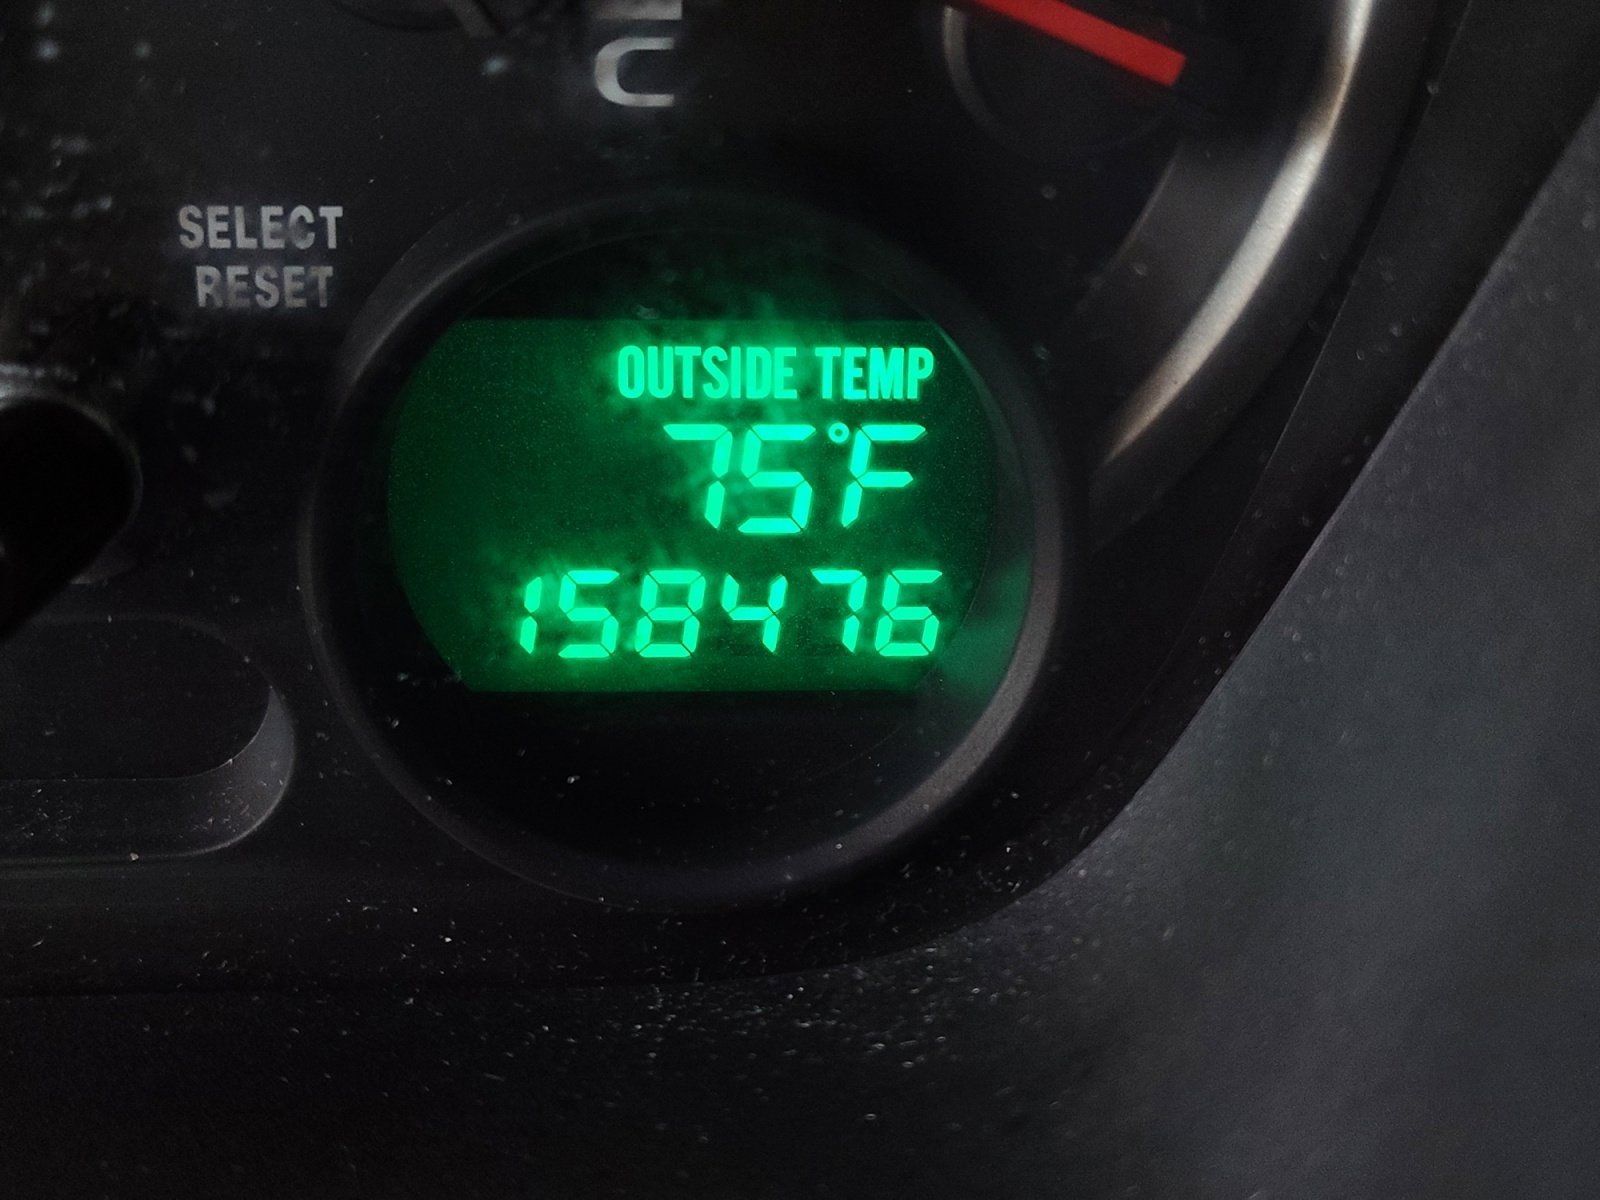 C
SELECT
RESET
OUTSIDE TEMP
75°F
158476